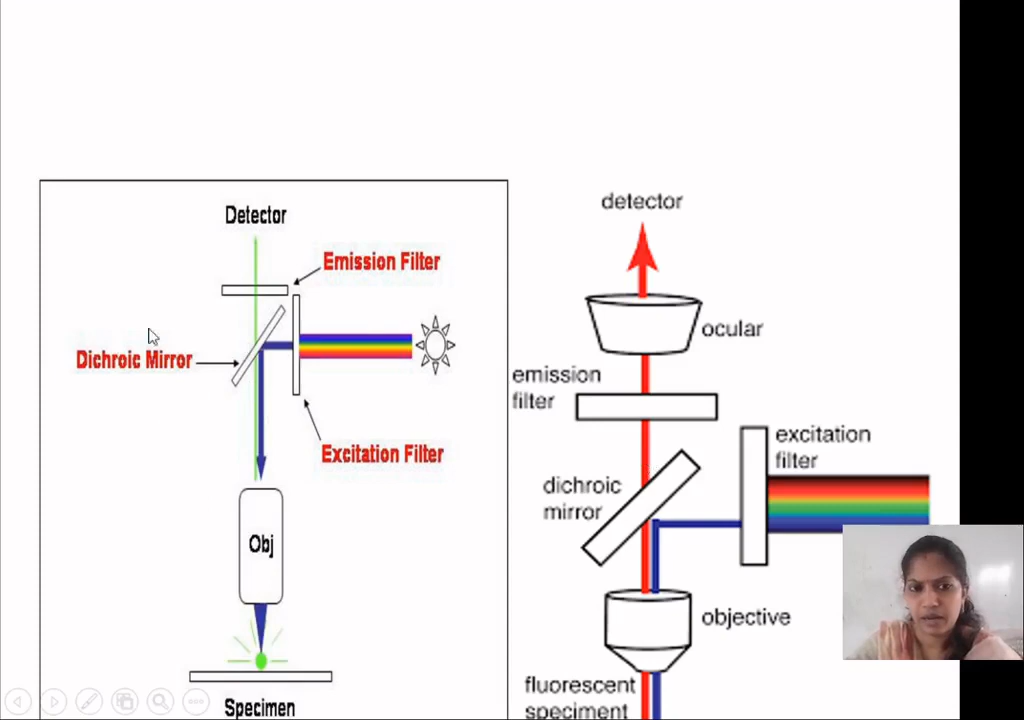 Detector
Emission Filter
Dichroic Mirror
Excitation Filter
Obj
Specimen
detector
ocular
emission
filter
excitation
filter
dichroic
mirror
objective
fluorescent
specimen